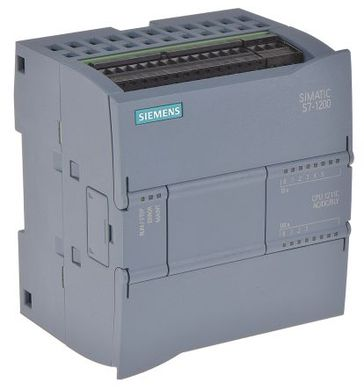 SIEMENS
SIMATIC
S7-1200
RUN / STOP
ERROR
MAINT
CPU 1211C
AC/DC/RLY